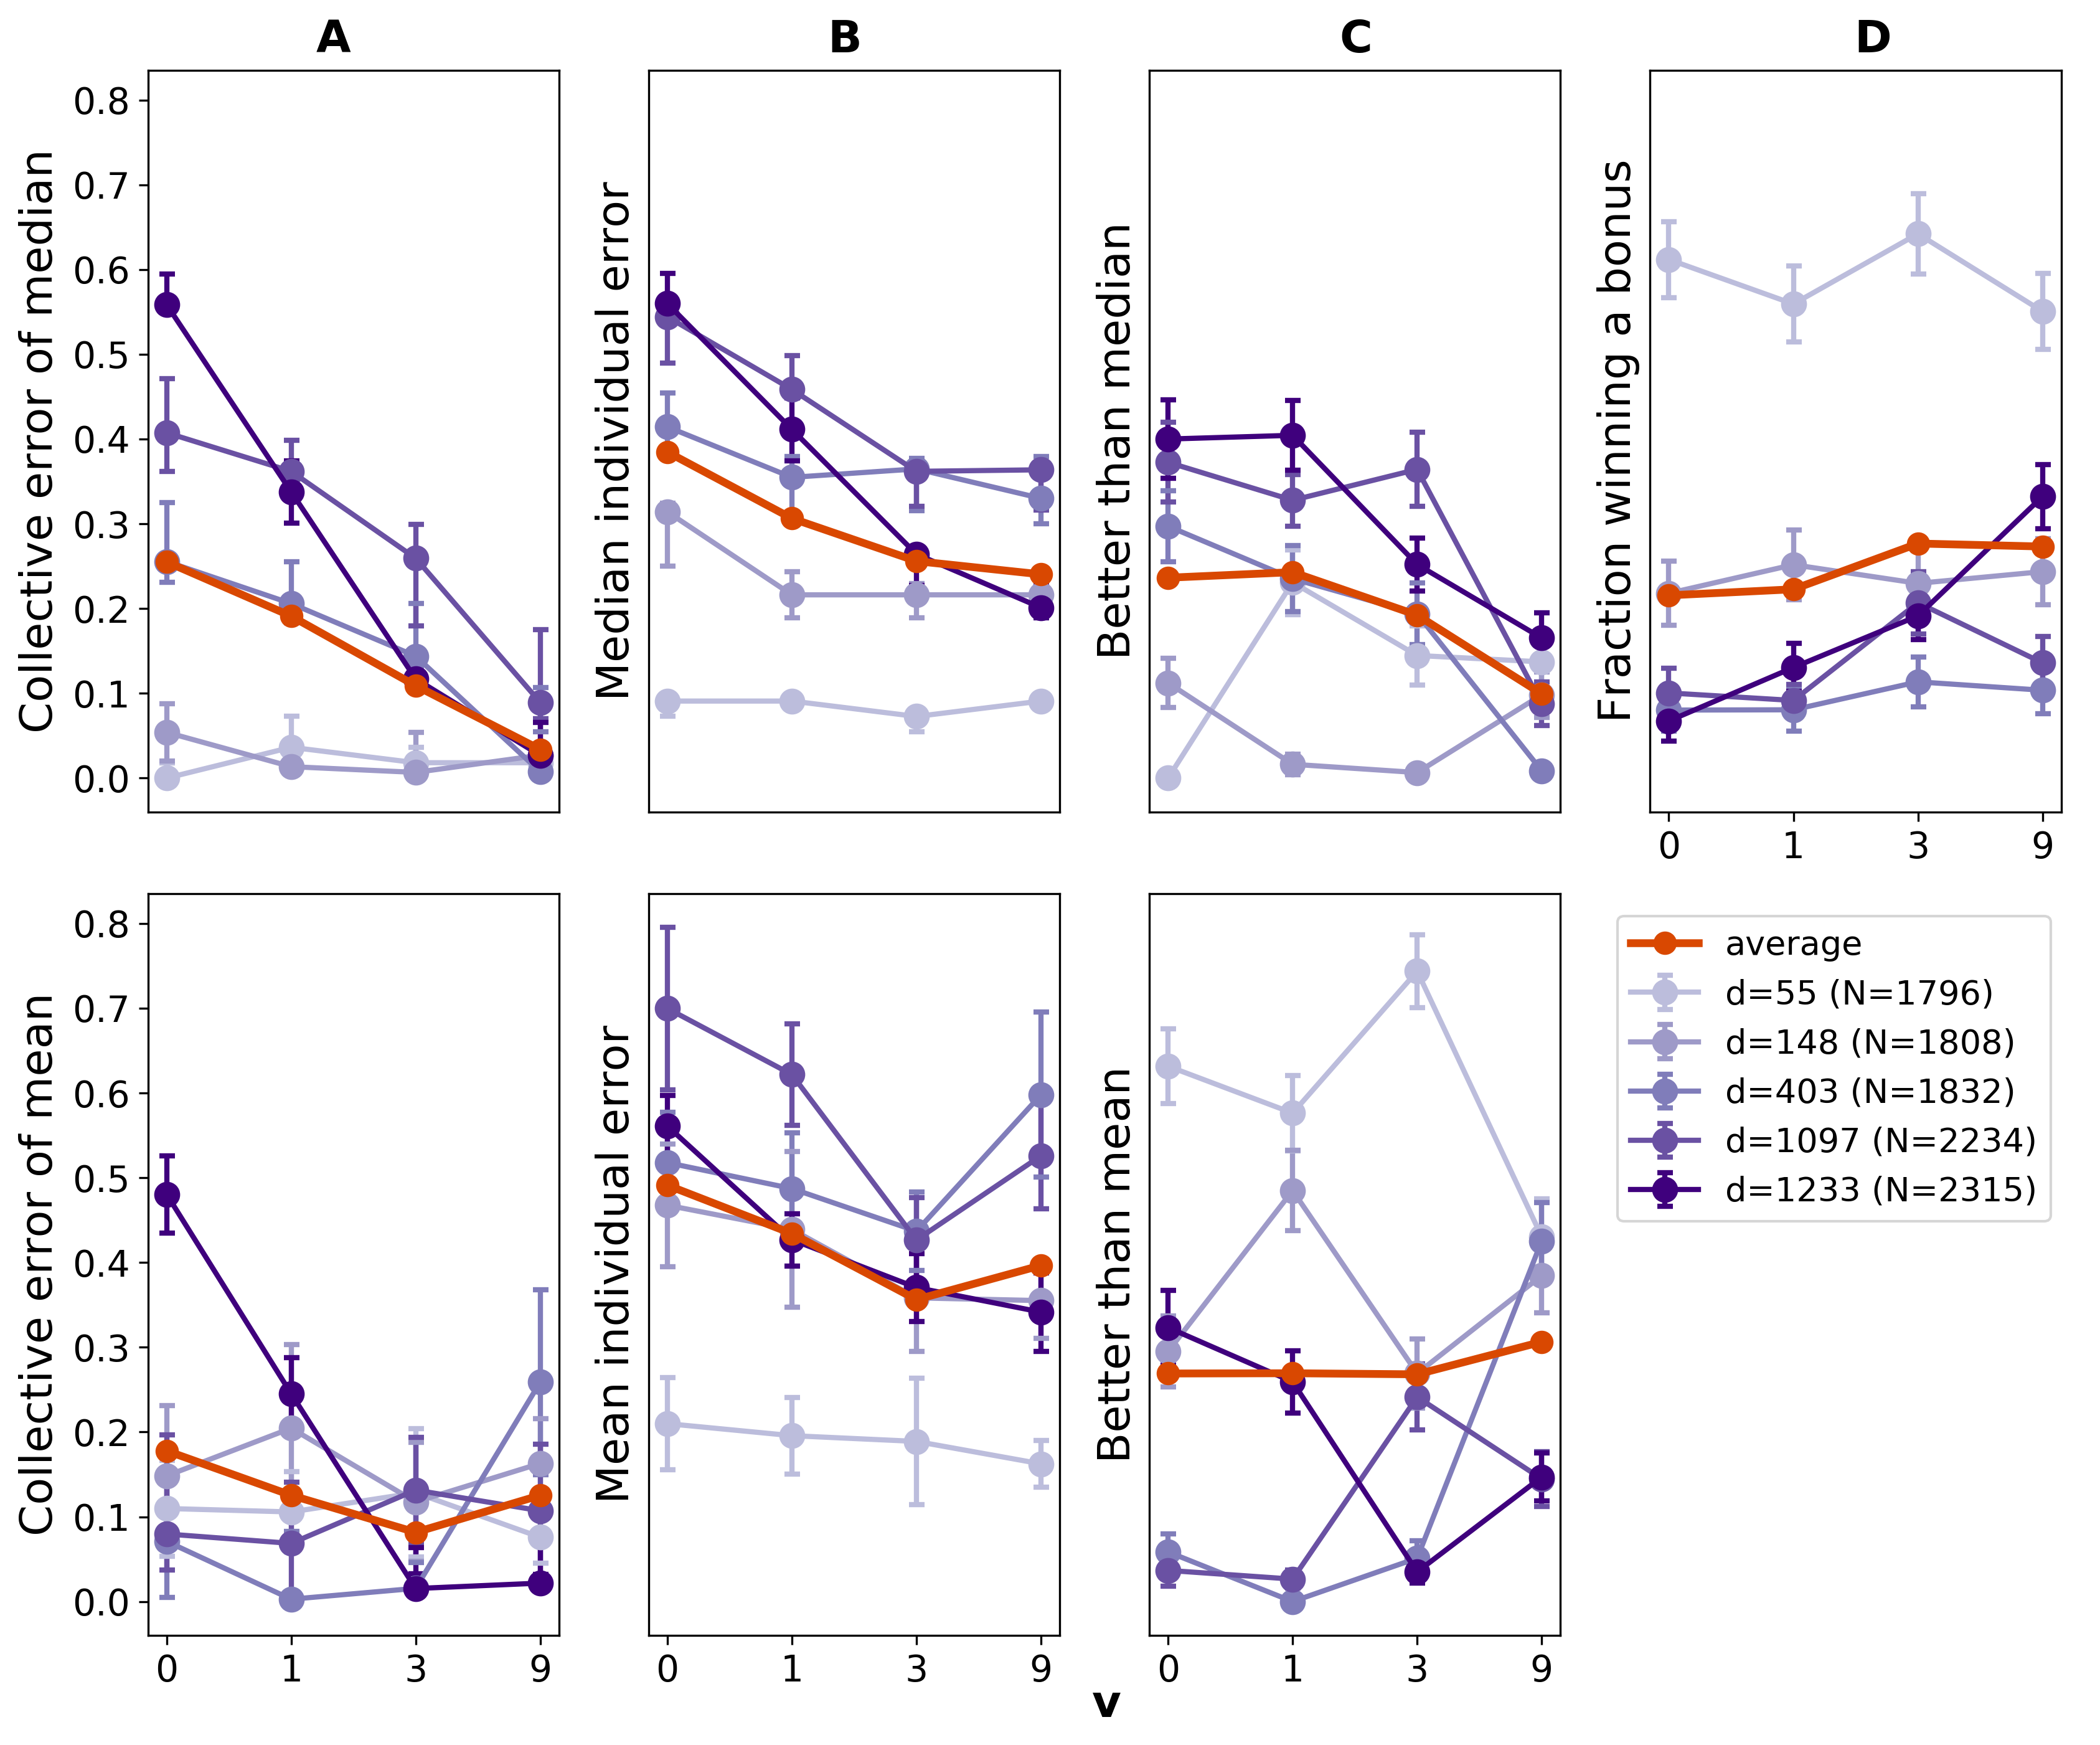 A
B
C
D
Collective error of median
0.8
0.7
0.6
0.5
0.4
0.3
0.2
0.1
0.0
Median individual error
Better than median
Fraction winning a bonus
0 1 3 9
Collective error of mean
0.8
0.7
0.6
0.5
0.4
0.3
0.2
0.1
0.0
0 1 3 9
Mean individual error
0 1 3 9
Better than mean
0 1 3 9
v
average
d=55 (N=1796)
d=148 (N=1808)
d=403 (N=1832)
d=1097 (N=2234)
d=1233 (N=2315)